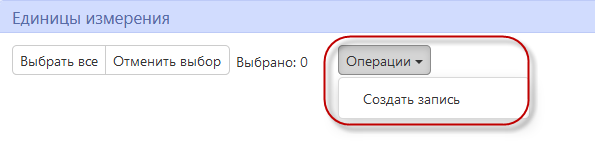 Единицы измерения
Выбрать все Отменить выбор Выбрано: 0 Операции
Создать запись